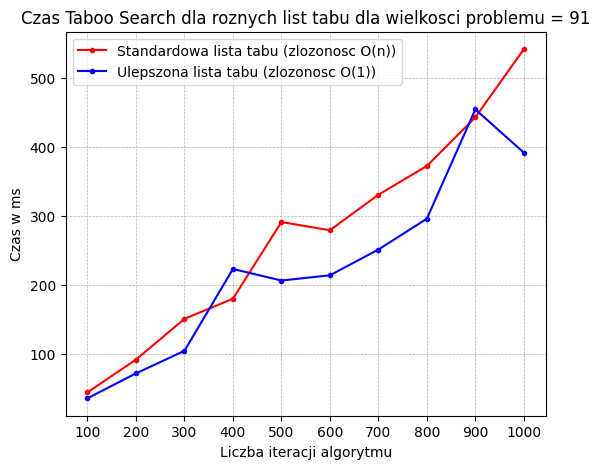 Czas Taboo Search dla roznych list tabu dla wielkosci problemu = 91
Standardowa lista tabu (zlozonosc O(n))
Ulepszona lista tabu (zlozonosc O(1))
500
400
300
200
100
Czas w ms
100 200 300 400 500 600 700 800 900 1000
Liczba iteracji algorytmu